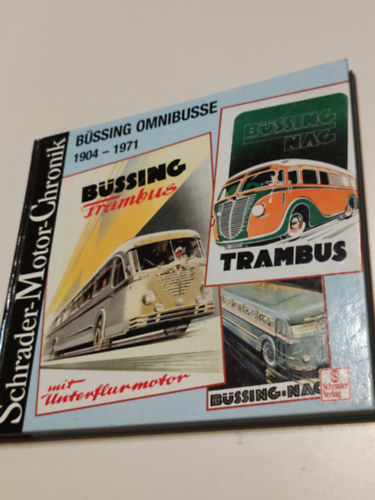 Schrader-Motor-Chronik
BÜSSING OMNIBUSSE
1904 – 1971
BÜSSING
Trambus
mit
Unterflurmotor
BÜSSING
NAG
TRAMBUS
BÜSSING-NAG
Schrader
Verlag